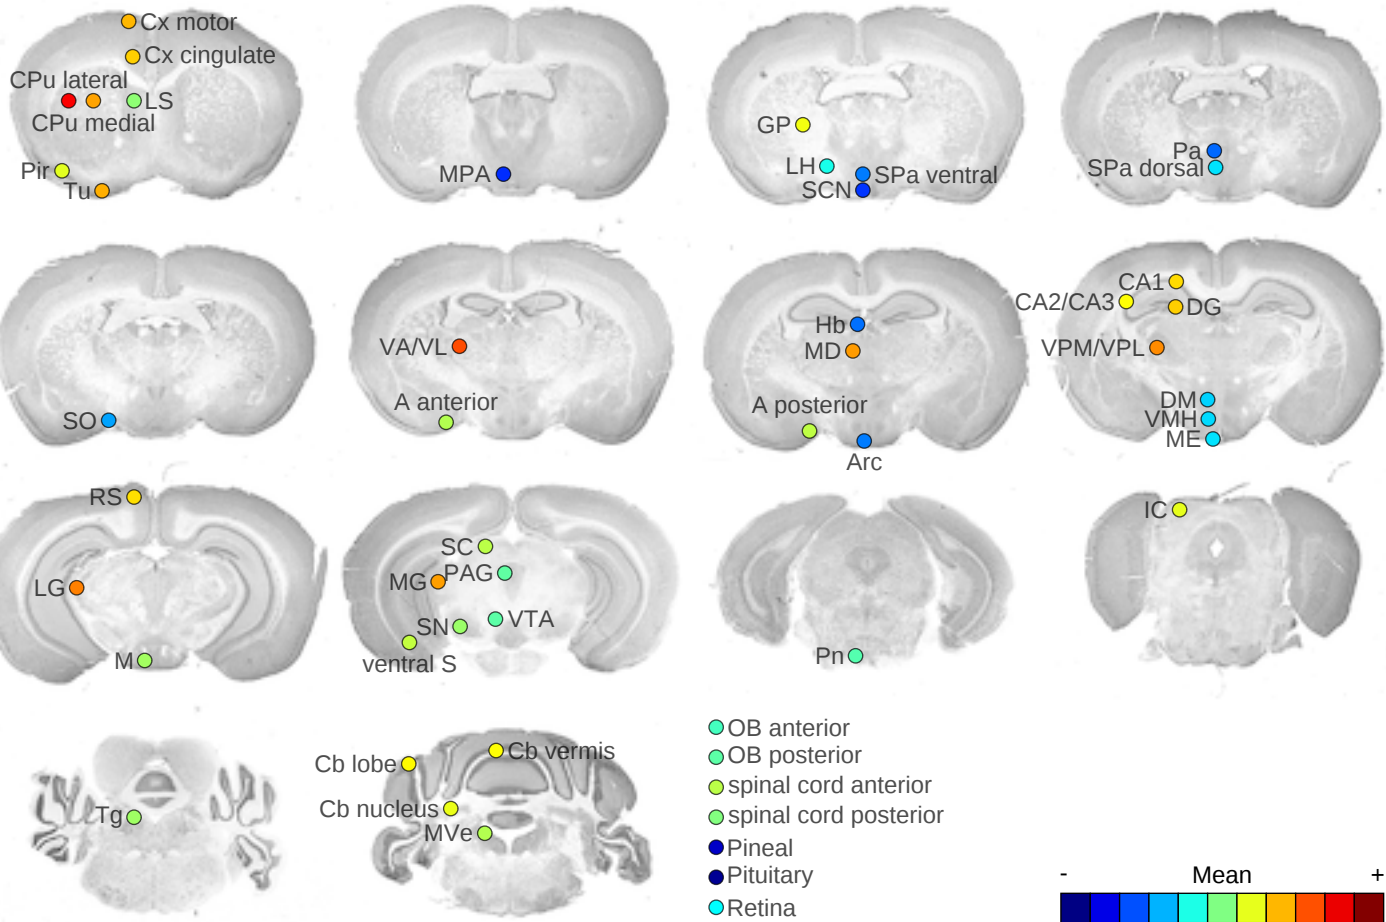 Cx motor
Cx cingulate
CPu lateral
LS
CPu medial
Pir
Tu
MPA
GP
LH
SPa ventral
SCN
Pa
SPa dorsal
SO
VA/VL
A anterior
Hb
MD
A posterior
Arc
CA1
CA2/CA3
DG
VPM/VPL
DM
VMH
ME
RS
LG
M
SC
MG
PAG
SN
VTA
ventral S
Pn
IC
Tg
Cb lobe
Cb vermis
Cb nucleus
MVe
OB anterior
OB posterior
spinal cord anterior
spinal cord posterior
Pineal
Pituitary
Retina
- Mean +